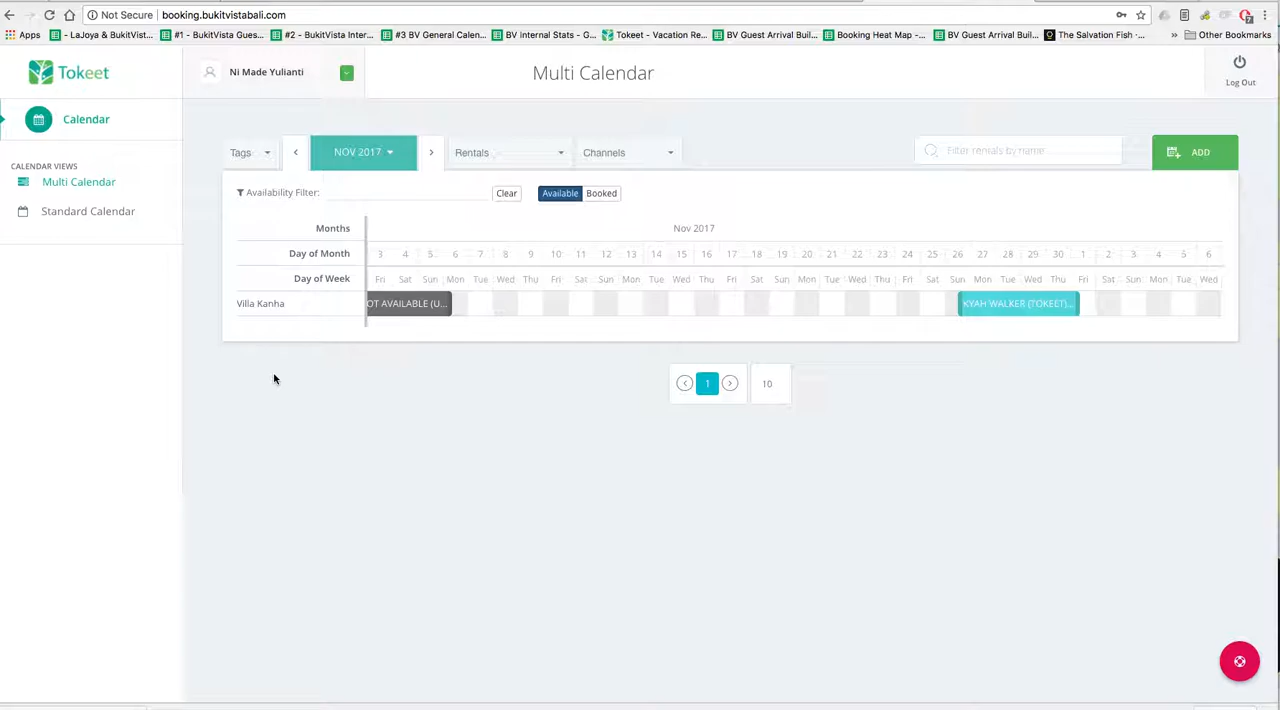 Not Secure | booking.bukitvistabali.com
Apps
- LaJoya & BukitVist...
#1 - BukitVista Gues...
#2 - BukitVista Inter...
#3 BV General Calen...
BV Internal Stats - G...
Tokeet - Vacation Re...
BV Guest Arrival Buil...
Booking Heat Map -...
BV Guest Arrival Buil...
The Salvation Fish -...
»
Other Bookmarks
Tokeet
Ni Made Yulianti
Multi Calendar
Log Out
Calendar
CALENDAR VIEWS
Multi Calendar
Standard Calendar
Tags
NOV 2017
Rentals
Channels
Filter rentals by name
ADD
Availability Filter:
Clear
Available
Booked
Months
Nov 2017
Day of Month
3 4 5 6 7 8 9 10 11 12 13 14 15 16 17 18 19 20 21 22 23 24 25 26 27 28 29 30 1 2 3 4 5 6
Day of Week
Fri Sat Sun Mon Tue Wed Thu Fri Sat Sun Mon Tue Wed Thu Fri Sat Sun Mon Tue Wed Thu Fri Sat Sun Mon Tue Wed Thu Fri Sat Sun Mon Tue Wed
Villa Kanha
OT AVAILABLE (U...
KYAH WALKER (TOKEET)...
1
10